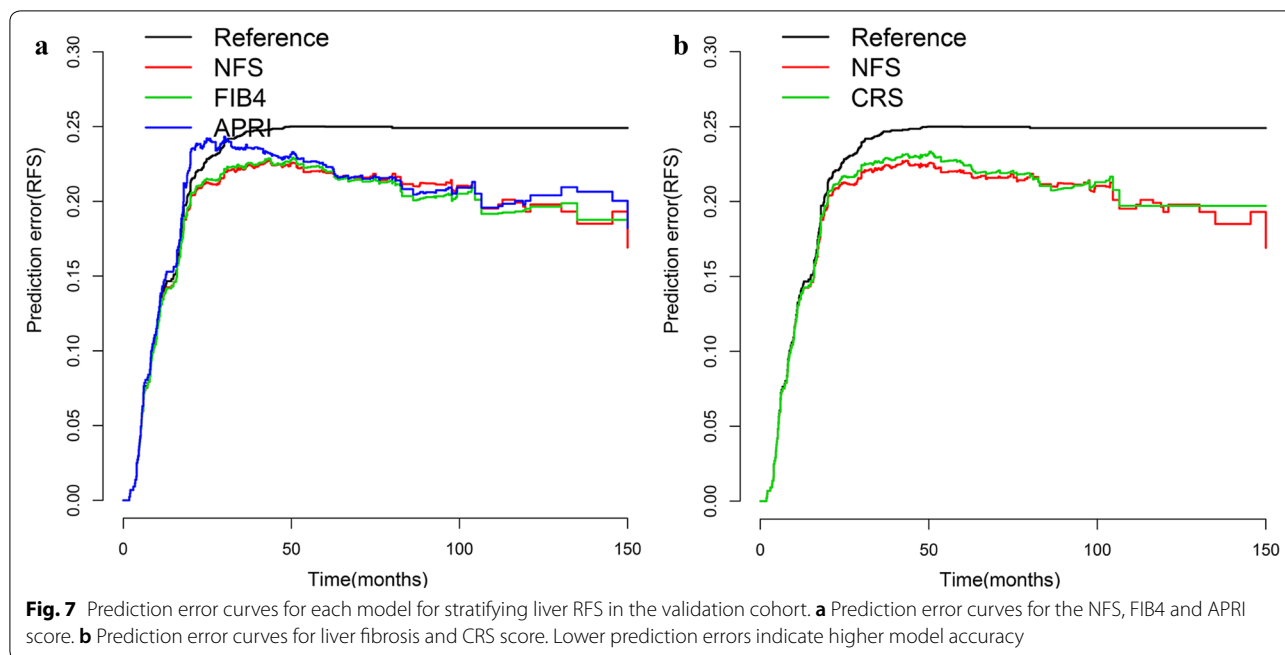 a
Reference
NFS
FIB4
APRI
Prediction error(RFS)
0.30
0.25
0.20
0.15
0.10
0.05
0.00
0 50 100 150
Time(months)
b
Reference
NFS
CRS
Prediction error(RFS)
0.30
0.25
0.20
0.15
0.10
0.05
0.00
0 50 100 150
Time(months)
Fig. 7 Prediction error curves for each model for stratifying liver RFS in the validation cohort. a Prediction error curves for the NFS, FIB4 and APRI
score. b Prediction error curves for liver fibrosis and CRS score. Lower prediction errors indicate higher model accuracy